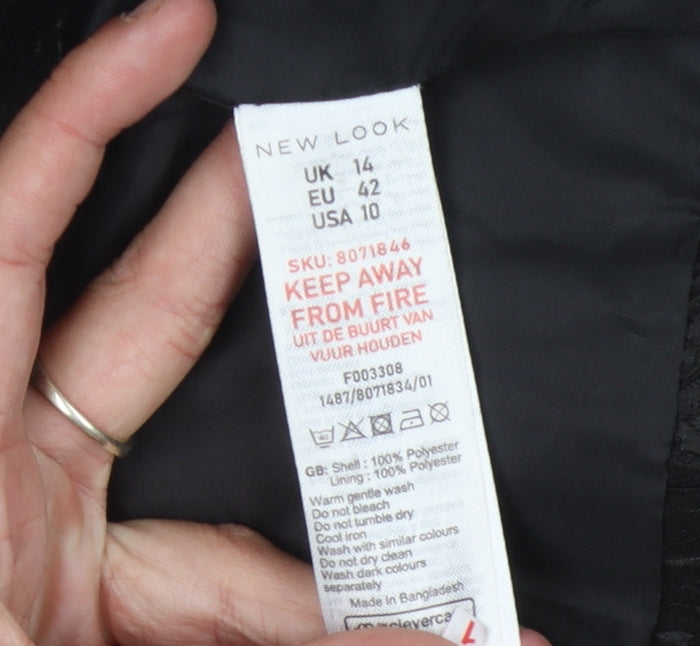 NEW LOOK
UK 14
EU 42
USA 10
SKU: 8071846
KEEP AWAY
FROM FIRE
UIT DE BUURT VAN
VUUR HOUDEN
F003308
1487/8071834/01
40
GB: Shell : 100% Polyester
Lining : 100% Polyester
Warm gentle wash
Do not bleach
Do not tumble dry
Cool iron
Wash with similar colours
Do not dry clean
Wash dark colours
separately
Made in Bangladesh